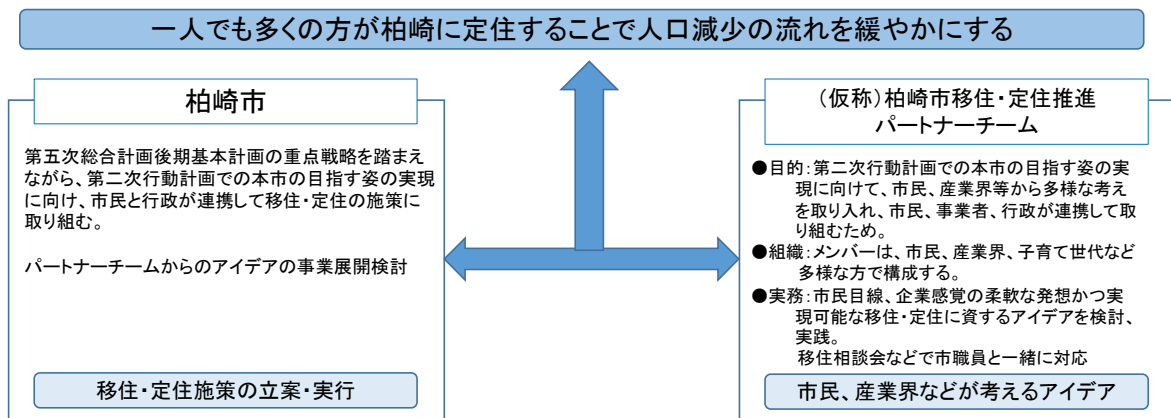 一人でも多くの方が柏崎に定住することで人口減少の流れを緩やかにする
柏崎市
第五次総合計画後期基本計画の重点戦略を踏まえ
ながら、第二次行動計画での本市の目指す姿の実現
に向け、市民と行政が連携して移住・定住の施策に
取り組む。
パートナーチームからのアイデアの事業展開検討
移住・定住施策の立案・実行
（仮称）柏崎市移住・定住推進
パートナーチーム
●目的：第二次行動計画での本市の目指す姿の実
現に向けて、市民、産業界等から多様な考え
を取り入れ、市民、事業者、行政が連携して取
り組むため。
●組織：メンバーは、市民、産業界、子育て世代など
多様な方で構成する。
●実務：市民目線、企業感覚の柔軟な発想かつ実
現可能な移住・定住に資するアイデアを検討、
実践。
移住相談会などで市職員と一緒に対応
市民、産業界などが考えるアイデア